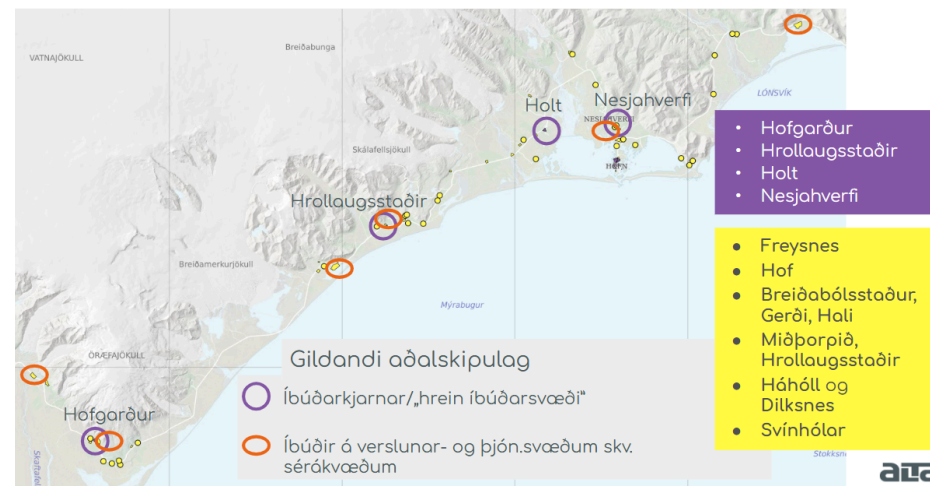 Breiðabunga
VATNAJÖKULL
LÓNSVÍK
Holt
Nesjahverfi
NESJAHVERFI
HÖFN
Skálafellsjökull
Hrollaugsstaðir
Breiðamerkurjökull
Mýrabugur
ÖRÆFAJÖKULL
Hofgarður
Skaftafel
Stokksn
• Hofgarður
• Hrollaugsstaðir
• Holt
• Nesjahverfi
● Freysnes
● Hof
● Breiðabólsstaður,
Gerði, Hali
● Miðþorpið,
Hrollaugsstaðir
● Háhóll og
Dilksnes
● Svínhólar
Gildandi aðalskipulag
Íbúðarkjarnar/„hrein íbúðarsvæði"
Íbúðir á verslunar- og þjón.svæðum skv.
sérákvæðum
alta